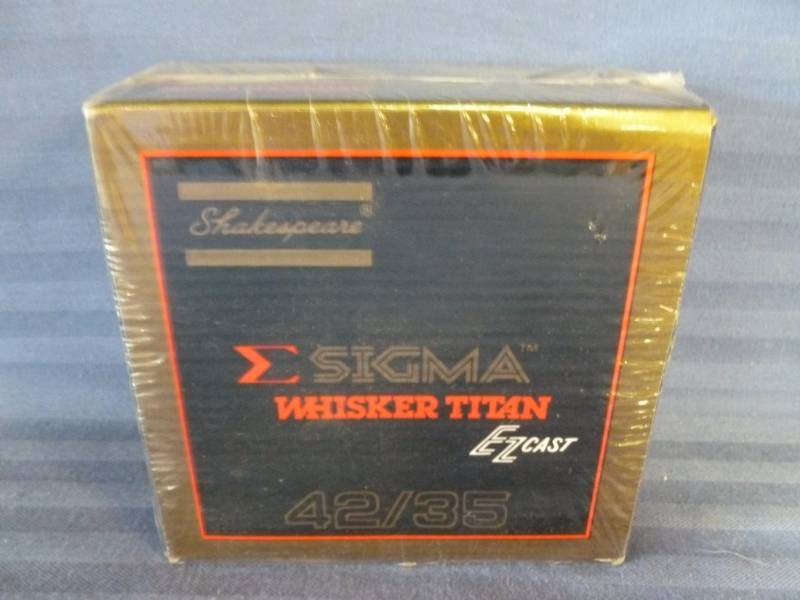 Shakespeare®
Σ SIGMA™
WHISKER TITAN
EZ CAST
42/35